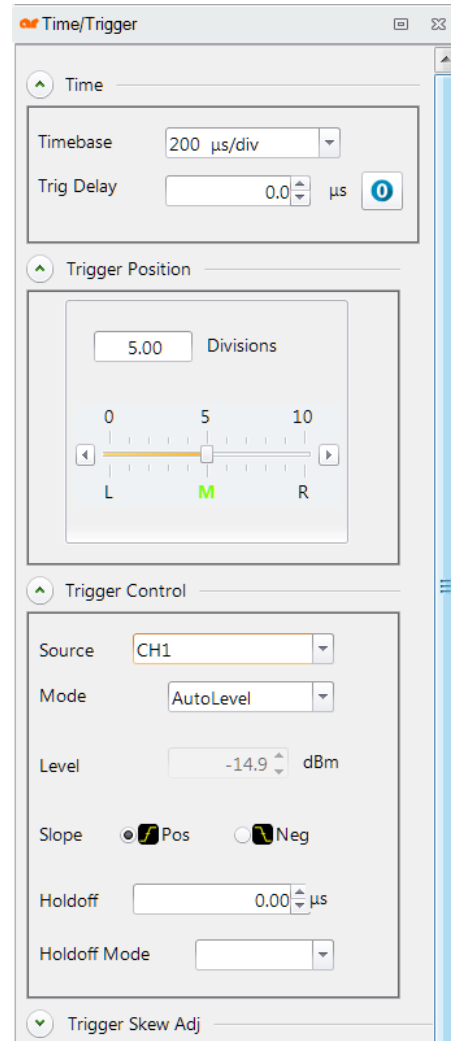 ar Time/Trigger
Time
Timebase 200 µs/div
Trig Delay 0.0 µs 0
Trigger Position
5.00 Divisions
0 5 10
L M R
Trigger Control
Source CH1
Mode AutoLevel
Level -14.9 dBm
Slope Pos Neg
Holdoff 0.00 µs
Holdoff Mode
Trigger Skew Adj